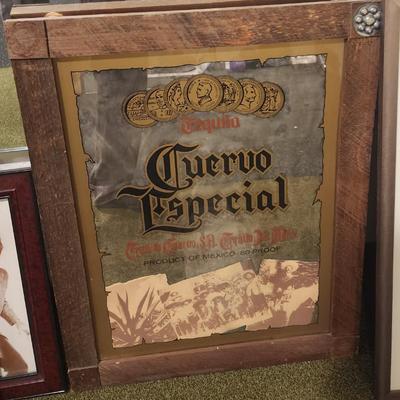 Tequila
Cuervo
Especial
PRODUCT OF MEXICO 80 PROOF